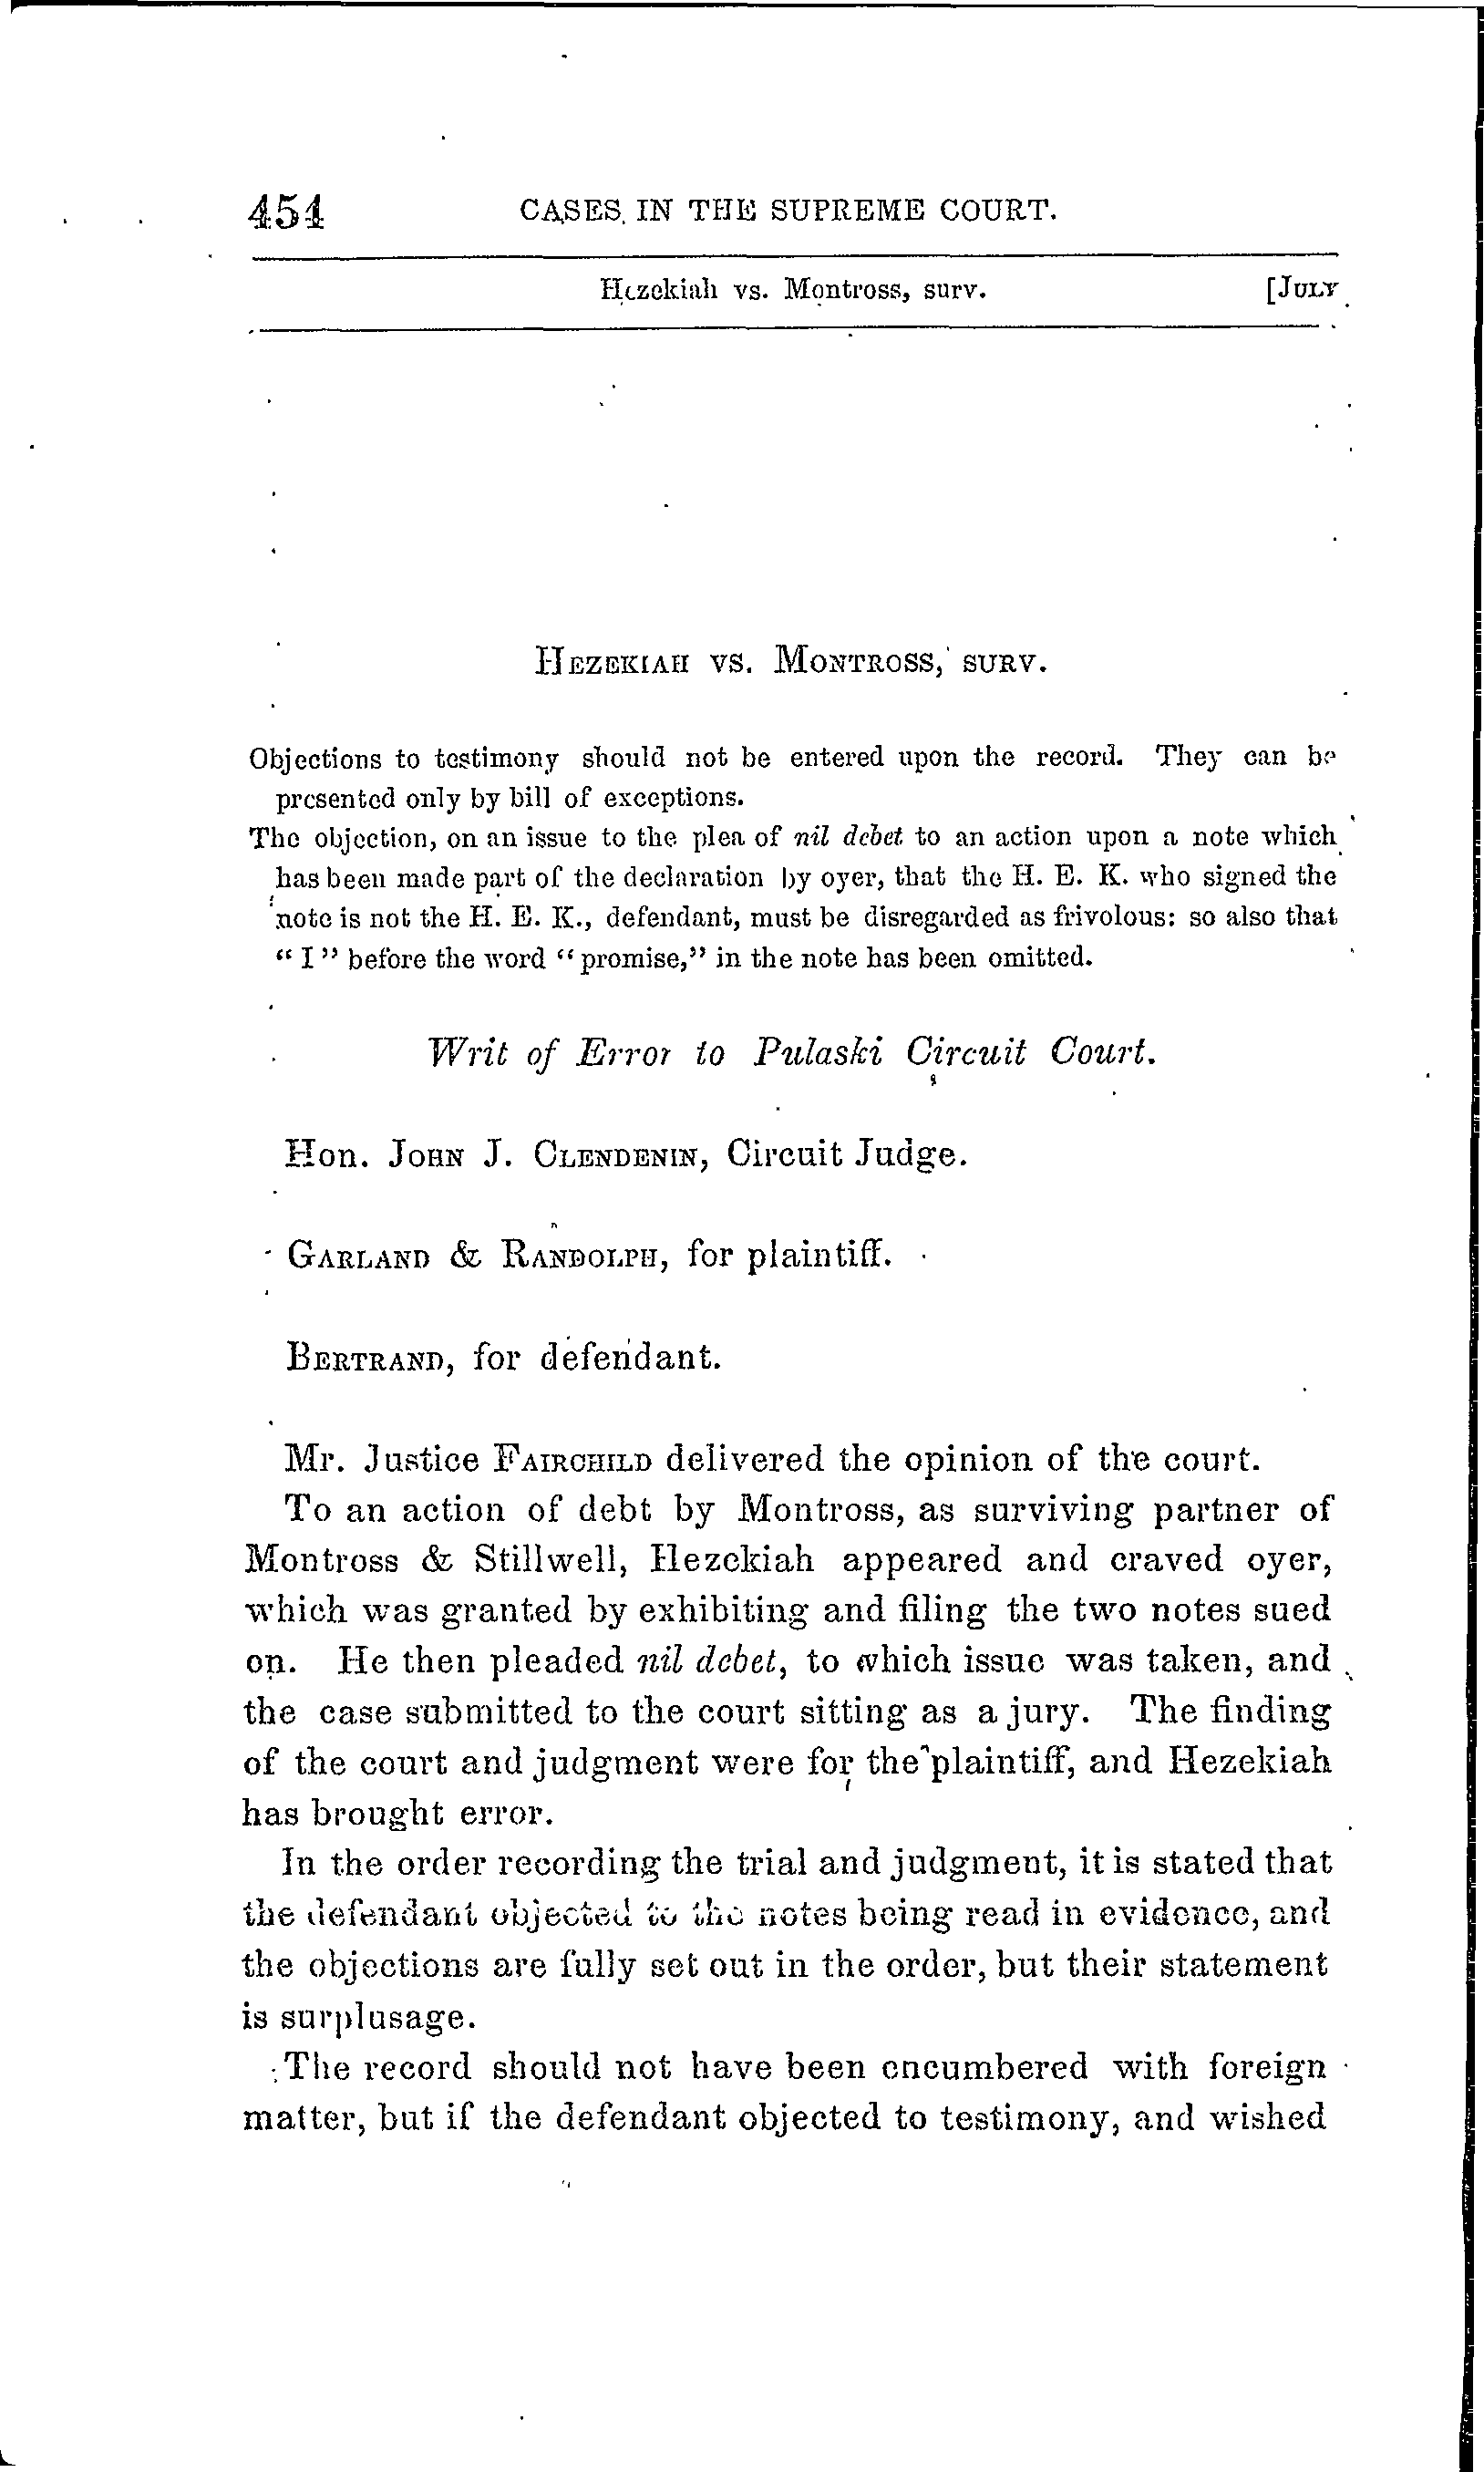 454 CASES IN THE SUPREME COURT.
Hezekiah vs. Montross, surv. [JULY
HEZEKIAH VS. MONTROSS, SURV.
Objections to testimony should not be entered upon the record. They can be
presented only by bill of exceptions.
The objection, on an issue to the plea of nil debet to an action upon a note which
has been made part of the declaration by oyer, that the H. E. K. who signed the
note is not the H. E. K., defendant, must be disregarded as frivolous: so also that
“I” before the word “promise,” in the note has been omitted.
Writ of Error to Pulaski Circuit Court.
Hon. JOHN J. CLENDENIN, Circuit Judge.
GARLAND & RANDOLPH, for plaintiff.
BERTRAND, for defendant.
Mr. Justice FAIRCHILD delivered the opinion of the court.
To an action of debt by Montross, as surviving partner of
Montross & Stillwell, Hezekiah appeared and craved oyer,
which was granted by exhibiting and filing the two notes sued
on. He then pleaded nil debet, to which issue was taken, and
the case submitted to the court sitting as a jury. The finding
of the court and judgment were for the plaintiff, and Hezekiah
has brought error.
In the order recording the trial and judgment, it is stated that
the defendant objected to the notes being read in evidence, and
the objections are fully set out in the order, but their statement
is surplusage.
The record should not have been encumbered with foreign
matter, but if the defendant objected to testimony, and wished